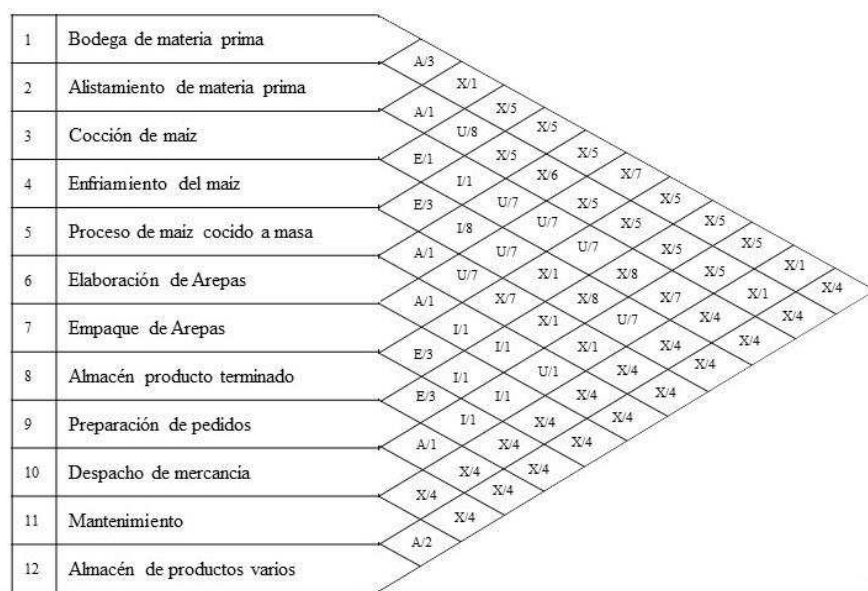 1 Bodega de materia prima
2 Alistamiento de materia prima
3 Cocción de maiz
4 Enfriamiento del maiz
5 Proceso de maiz cocido a masa
6 Elaboración de Arepas
7 Empaque de Arepas
8 Almacén producto terminado
9 Preparación de pedidos
10 Despacho de mercancia
11 Mantenimiento
12 Almacén de productos varios
A/3
A/1
E/1
E/3
A/1
A/1
E/3
E/3
A/1
X/4
A/2
X/1
U/8
I/1
I/8
U/7
I/1
I/1
I/1
X/4
X/4
X/5
X/5
U/7
U/7
X/7
I/1
I/1
X/4
X/4
X/5
X/6
U/7
X/1
X/1
U/1
X/4
X/4
X/5
X/5
U/7
X/8
X/1
X/4
X/4
X/7
X/5
X/8
U/7
X/4
X/4
X/5
X/5
X/7
X/4
X/4
X/5
X/5
X/4
X/4
X/5
X/1
X/4
X/1
X/4
X/4